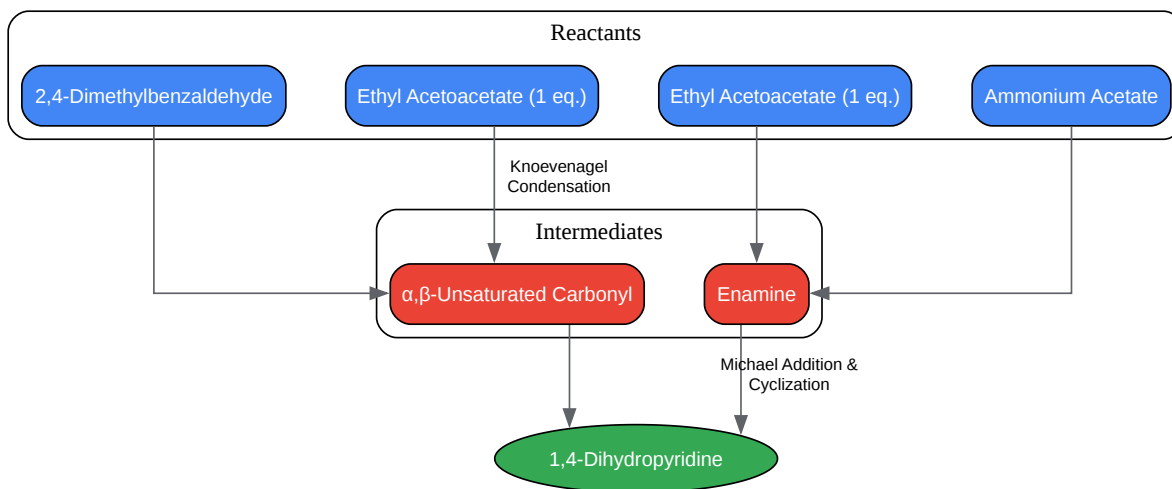 Reactants
2,4-Dimethylbenzaldehyde
Ethyl Acetoacetate (1 eq.)
Ethyl Acetoacetate (1 eq.)
Ammonium Acetate
Knoevenagel
Condensation
Intermediates
α,β-Unsaturated Carbonyl
Enamine
Michael Addition &
Cyclization
1,4-Dihydropyridine